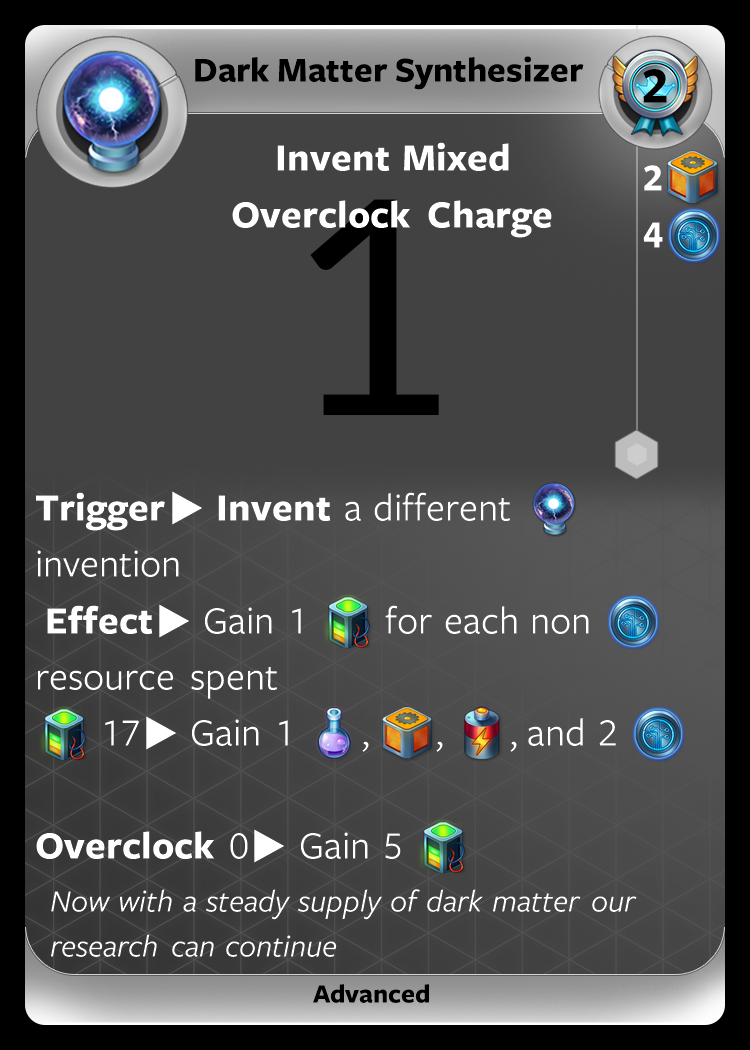 Dark Matter Synthesizer
2
Invent Mixed
2
Overclock Charge
4
1
Trigger▶ Invent a different
invention
Effect▶ Gain 1 for each non
resource spent
17▶ Gain 1 , , , and 2
Overclock 0▶ Gain 5
Now with a steady supply of dark matter our
research can continue
Advanced